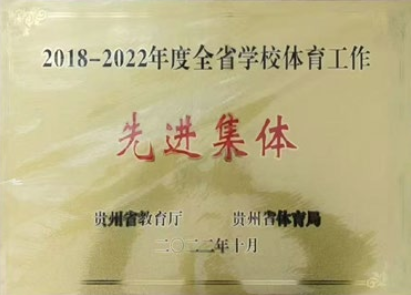 2018-2022年度全省学校体育工作
先进集体
贵州省教育厅 贵州省体育局
二〇二二年十月